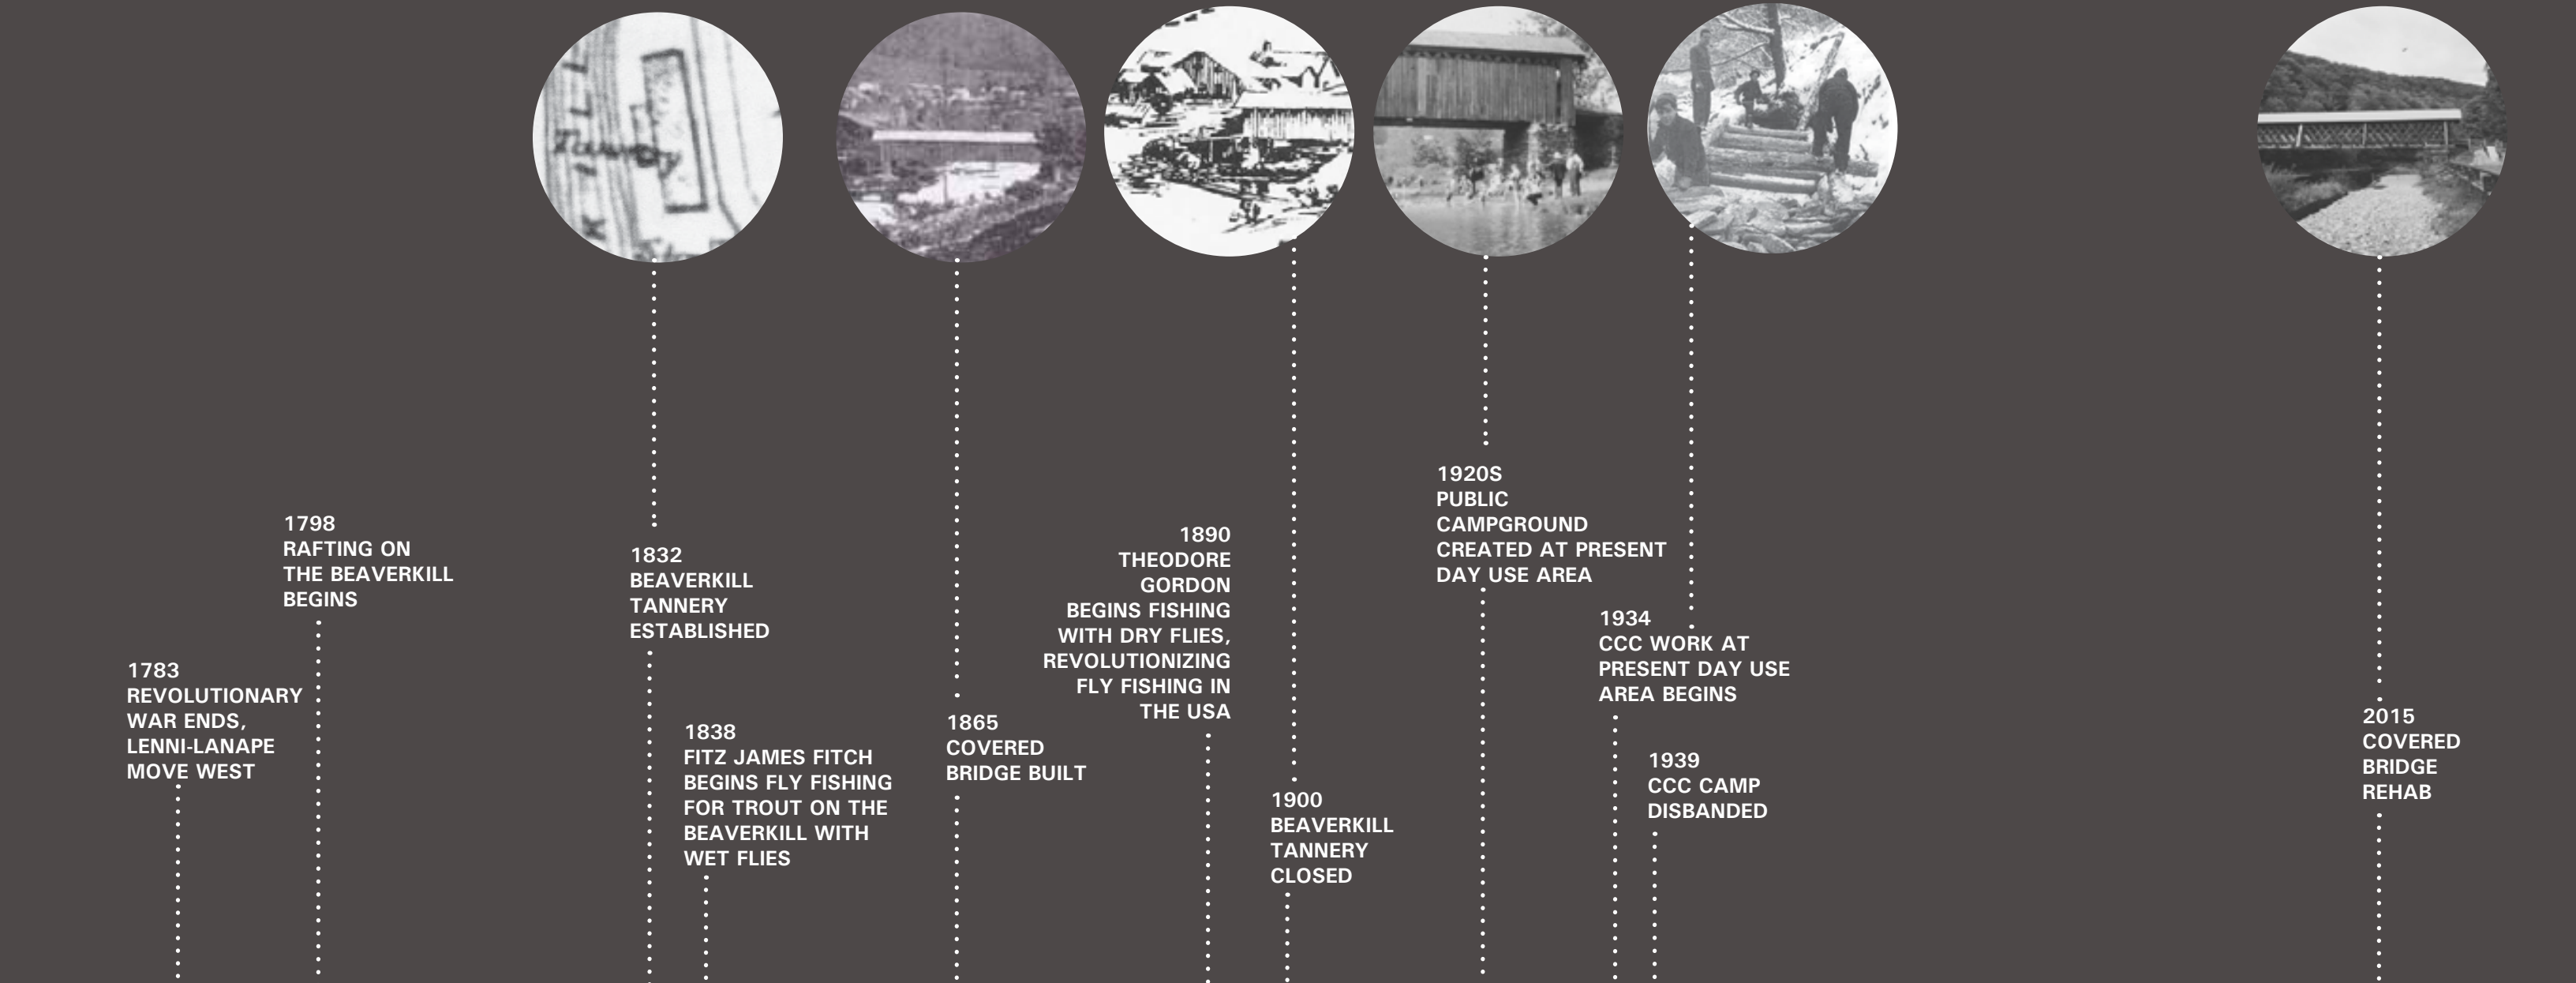 1783
REVOLUTIONARY
WAR ENDS,
LENNI-LANAPE
MOVE WEST
1798
RAFTING ON
THE BEAVERKILL
BEGINS
1832
BEAVERKILL
TANNERY
ESTABLISHED
1838
FITZ JAMES FITCH
BEGINS FLY FISHING
FOR TROUT ON THE
BEAVERKILL WITH
WET FLIES
1865
COVERED
BRIDGE BUILT
1890
THEODORE
GORDON
BEGINS FISHING
WITH DRY FLIES,
REVOLUTIONIZING
FLY FISHING IN
THE USA
1900
BEAVERKILL
TANNERY
CLOSED
1920S
PUBLIC
CAMPGROUND
CREATED AT PRESENT
DAY USE AREA
1934
CCC WORK AT
PRESENT DAY USE
AREA BEGINS
1939
CCC CAMP
DISBANDED
2015
COVERED
BRIDGE
REHAB